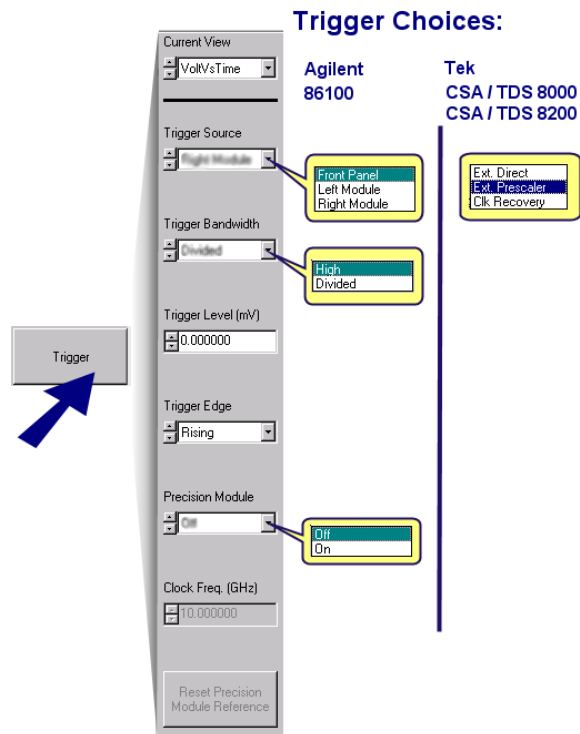 Trigger Choices:
Current View
VoltVsTime
Agilent
86100
Tek
CSA / TDS 8000
CSA / TDS 8200
Trigger Source
Right Module
Front Panel
Left Module
Right Module
Ext. Direct
Ext. Prescaler
Clk Recovery
Trigger Bandwidth
Divided
High
Divided
Trigger Level (mV)
0.000000
Trigger
Trigger Edge
Rising
Precision Module
Off
Off
On
Clock Freq. (GHz)
10.000000
Reset Precision
Module Reference